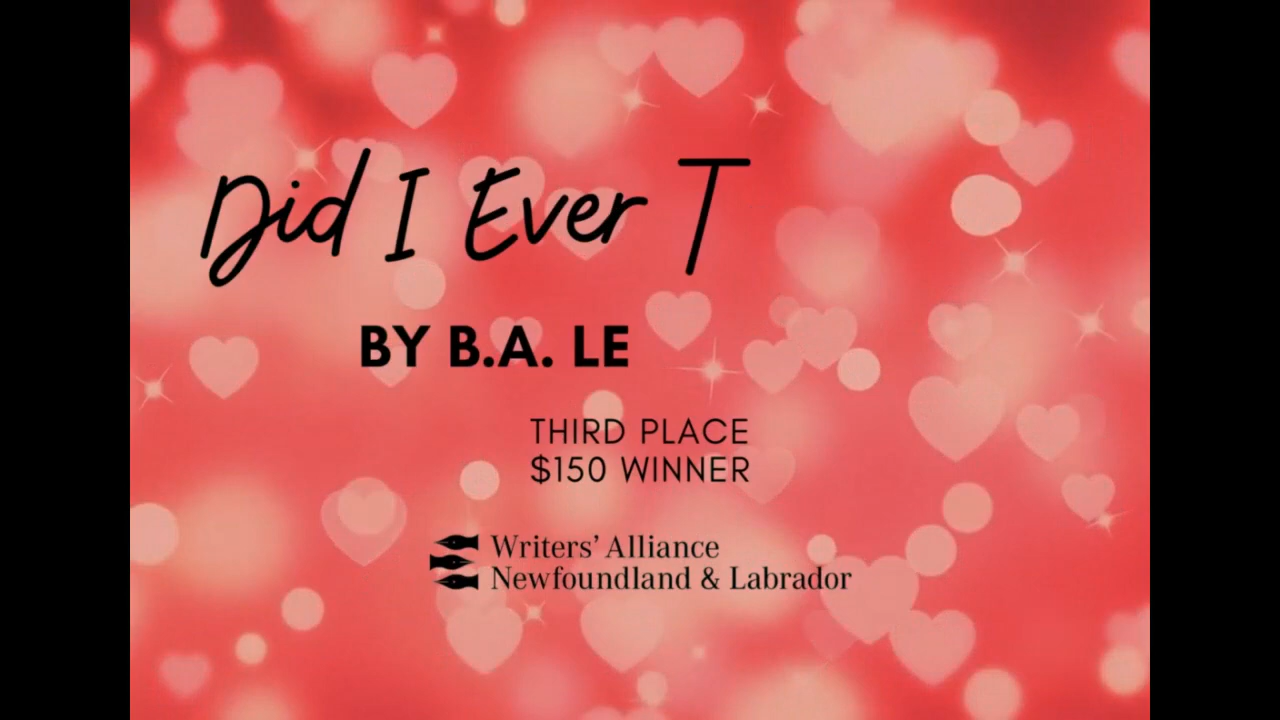 Did I Ever T
BY B.A. LE
THIRD PLACE
$150 WINNER
Writers' Alliance
Newfoundland & Labrador